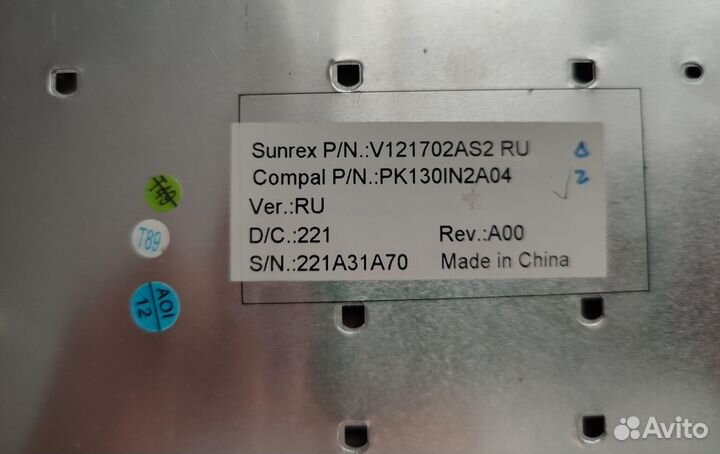 Sunrex P/N.:V121702AS2 RU
Compal P/N.:PK130IN2A04
Ver.:RU
D/C.:221 Rev.:A00
S/N.:221A31A70 Made in China
T89
AOI
12
Avito